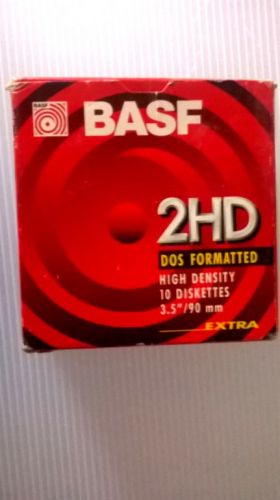 BASF
BASF
2HD
DOS FORMATTED
HIGH DENSITY
10 DISKETTES
3.5"/90 mm
EXTRA